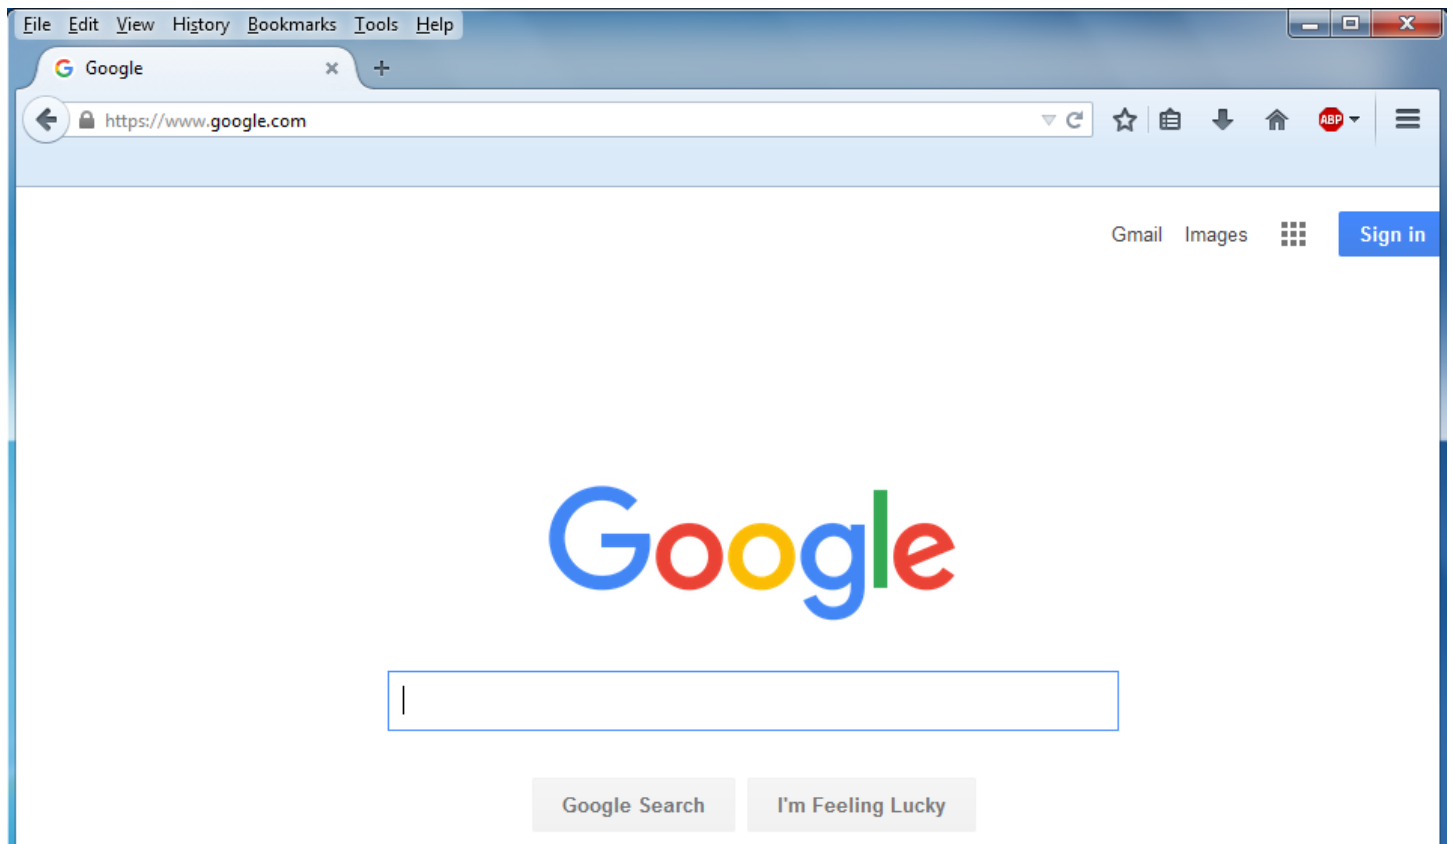 File Edit View History Bookmarks Tools Help
Google
https://www.google.com
ABP
Gmail Images Sign in
Google
Google Search I'm Feeling Lucky